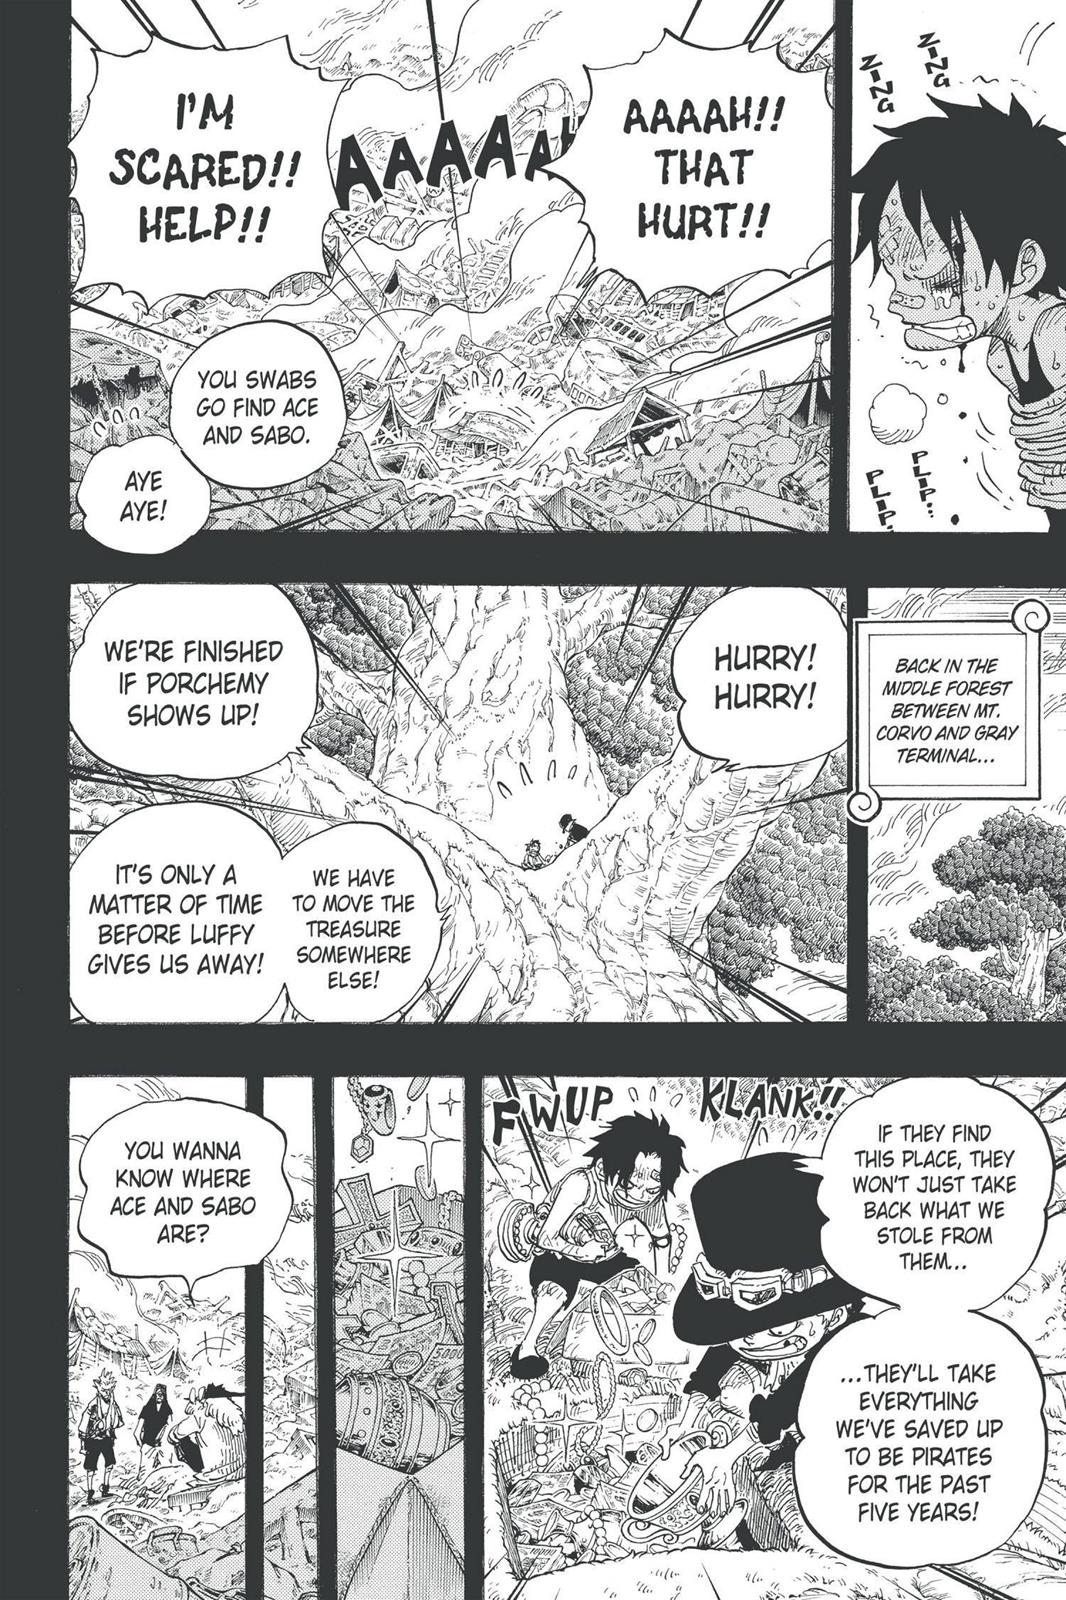 ZING
ZING
PLIP...
PLIP...
AAAAH!!
THAT
HURT!!
AAAAAA
I'M
SCARED!!
HELP!!
YOU SWABS
GO FIND ACE
AND SABO.
AYE
AYE!
BACK IN THE
MIDDLE FOREST
BETWEEN MT.
CORVO AND GRAY
TERMINAL...
HURRY!
HURRY!
WE'RE FINISHED
IF PORCHEMY
SHOWS UP!
WE HAVE
TO MOVE THE
TREASURE
SOMEWHERE
ELSE!
IT'S ONLY A
MATTER OF TIME
BEFORE LUFFY
GIVES US AWAY!
KLANK!!
FWUP
IF THEY FIND
THIS PLACE, THEY
WON'T JUST TAKE
BACK WHAT WE
STOLE FROM
THEM...
...THEY'LL TAKE
EVERYTHING
WE'VE SAVED UP
TO BE PIRATES
FOR THE PAST
FIVE YEARS!
YOU WANNA
KNOW WHERE
ACE AND SABO
ARE?